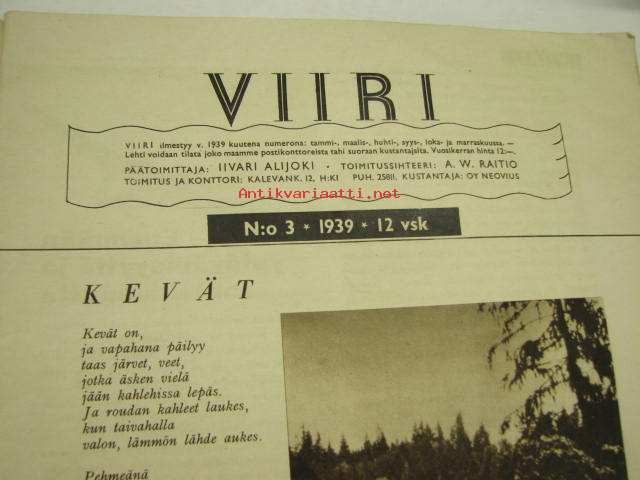 VIIRI
VIIRI ilmestyy v. 1939 kuutena numerona: tammi-, maalis-, huhti-, syys-, loka- ja marraskuussa. —
Lehti voidaan tilata joko maamme postikonttoreista tahi suoraan kustantajalta. Vuosikerran hinta 12:—.
PÄÄTOIMITTAJA: IIVARI ALIJOKI • TOIMITUSSIHTEERI: A. W. RAITIO
TOIMITUS JA KONTTORI: KALEVANK. 12, H:KI PUH. 25811. KUSTANTAJA: OY NEOVIUS
Antikvariaatti.net
N:o 3 * 1939 * 12 vsk
KEVÄT
Kevät on,
ja vapahana päilyy
taas järvet, veet,
jotka äsken vielä
jään kahlehissa lepäs.
Ja roudan kahleet laukes,
kun taivahalla
valon, lämmön lähde aukes.
Pehmeänä